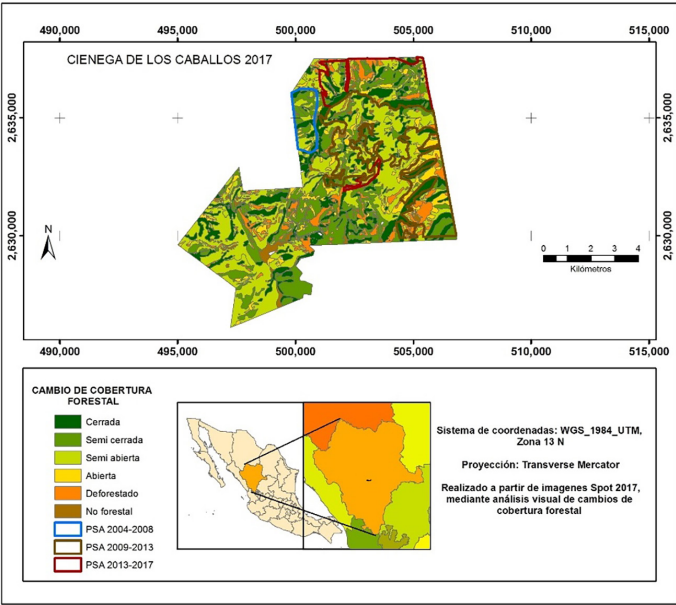 490,000 495,000 500,000 505,000 510,000 515,000
CIENEGA DE LOS CABALLOS 2017
2,635,000
2,635,000
2,630,000
2,630,000
N
0 1 2 3 4
Kilómetros
490,000 495,000 500,000 505,000 510,000 515,000
CAMBIO DE COBERTURA
FORESTAL
Cerrada
Semi cerrada
Semi abierta
Abierta
Deforestado
No forestal
PSA 2004-2008
PSA 2009-2013
PSA 2013-2017
Sistema de coordenadas: WGS_1984_UTM,
Zona 13 N
Proyección: Transverse Mercator
Realizado a partir de imagenes Spot 2017,
mediante análisis visual de cambios de
cobertura forestal